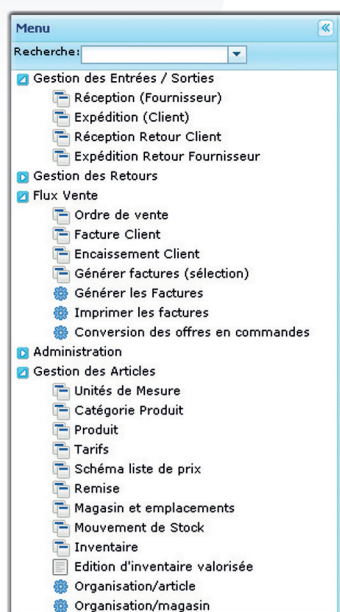 Menu
Recherche:
Gestion des Entrées / Sorties
Réception (Fournisseur)
Expédition (Client)
Réception Retour Client
Expédition Retour Fournisseur
Gestion des Retours
Flux Vente
Ordre de vente
Facture Client
Encaissement Client
Générer factures (sélection)
Générer les Factures
Imprimer les factures
Conversion des offres en commandes
Administration
Gestion des Articles
Unités de Mesure
Catégorie Produit
Produit
Tarifs
Schéma liste de prix
Remise
Magasin et emplacements
Mouvement de Stock
Inventaire
Edition d'inventaire valorisée
Organisation/article
Organisation/magasin